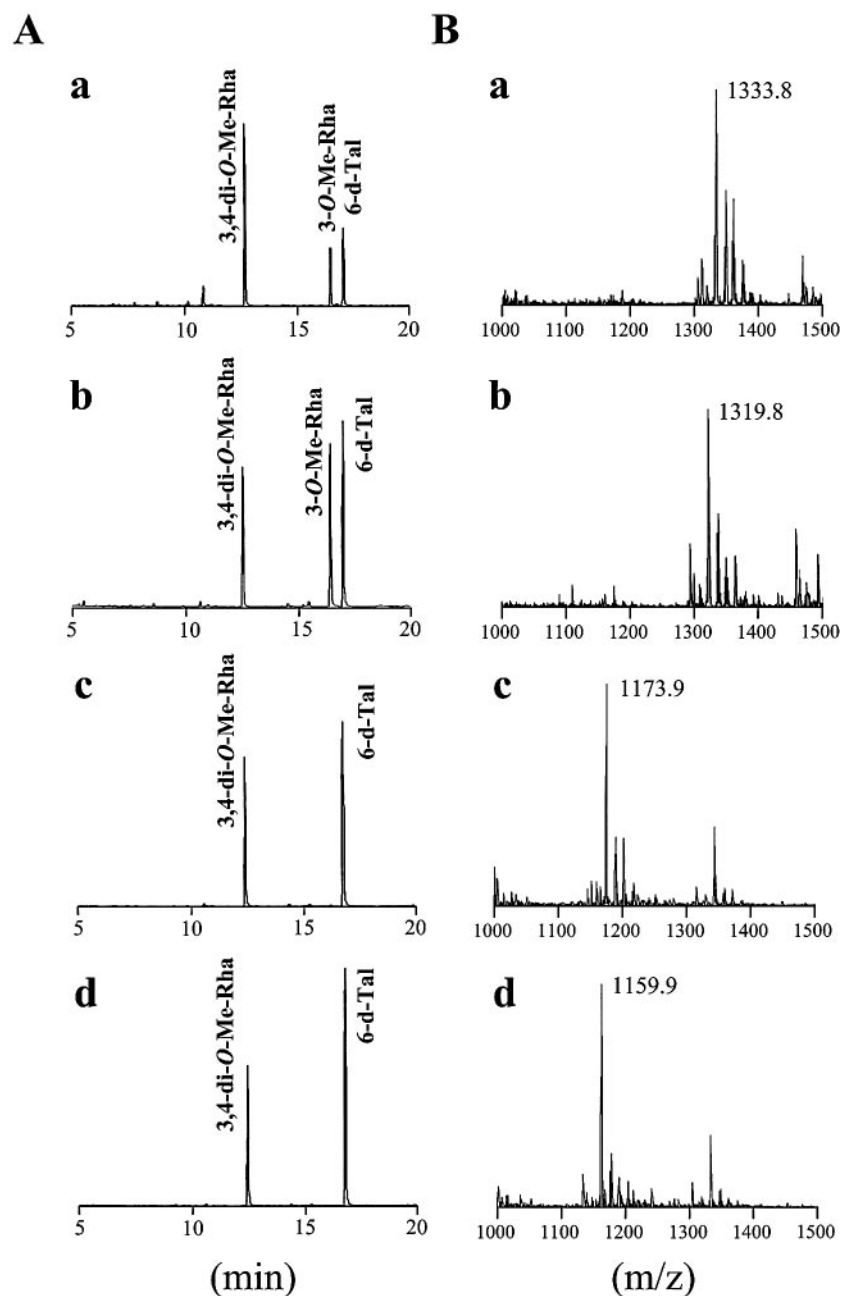 A
B
a
3,4-di-O-Me-Rha
3-O-Me-Rha
6-d-Tal
5 10 15 20
a
1333.8
1000 1100 1200 1300 1400 1500
b
3,4-di-O-Me-Rha
3-O-Me-Rha
6-d-Tal
5 10 15 20
b
1319.8
1000 1100 1200 1300 1400 1500
c
3,4-di-O-Me-Rha
6-d-Tal
5 10 15 20
c
1173.9
1000 1100 1200 1300 1400 1500
d
3,4-di-O-Me-Rha
6-d-Tal
5 10 15 20
d
1159.9
1000 1100 1200 1300 1400 1500
(min)
(m/z)